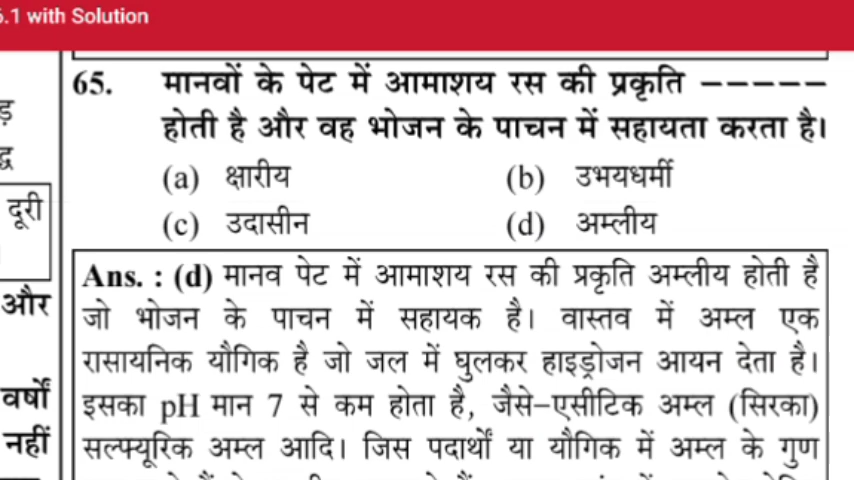 6.1 with Solution
65. मानवों के पेट में आमाशय रस की प्रकृति –––––
होती है और वह भोजन के पाचन में सहायता करता है।
(a) क्षारीय (b) उभयधर्मी
(c) उदासीन (d) अम्लीय
दूरी
Ans. : (d) मानव पेट में आमाशय रस की प्रकृति अम्लीय होती है
और
जो भोजन के पाचन में सहायक है। वास्तव में अम्ल एक
रासायनिक यौगिक है जो जल में घुलकर हाइड्रोजन आयन देता है।
वर्षों
इसका pH मान 7 से कम होता है, जैसे–एसीटिक अम्ल (सिरका)
नहीं
सल्फ्यूरिक अम्ल आदि। जिस पदार्थों या यौगिक में अम्ल के गुण